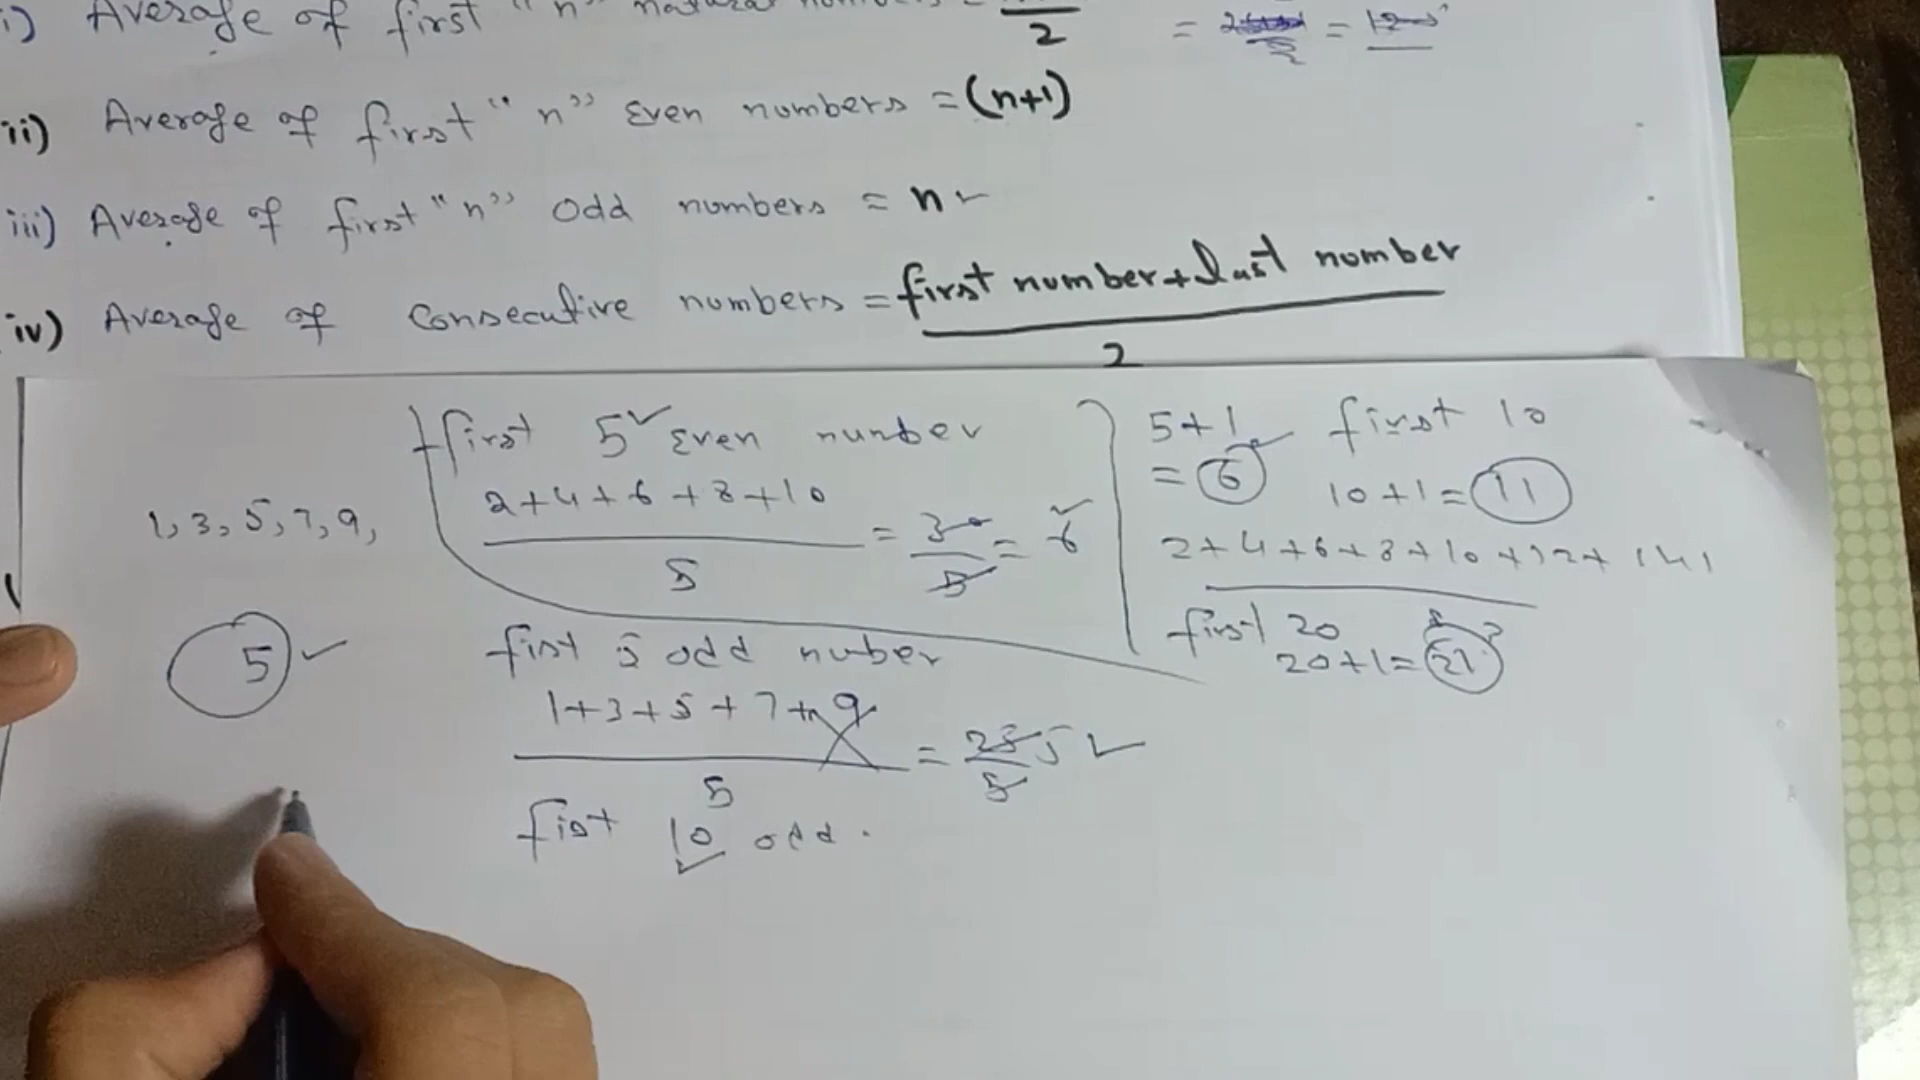 i) Average of first "n" natural numbers =
2
ii) Average of first "n" Even numbers = (n+1)
iii) Average of first "n" odd numbers = n ✓
iv) Average of Consecutive numbers = first number + last number
2
first 5 ✓ Even number
2+4+6+8+10
5
= 30
5
= 6 ✓
5+1
= 6
first 10
10+1 = 11
2+4+6+8+10+12+14
first 20
20+1 = 21
1, 3, 5, 7, 9,
5 ✓
fist 5 odd nuber
1+3+5+7+9
5
= 25
5
5 ✓
fist 10 odd.